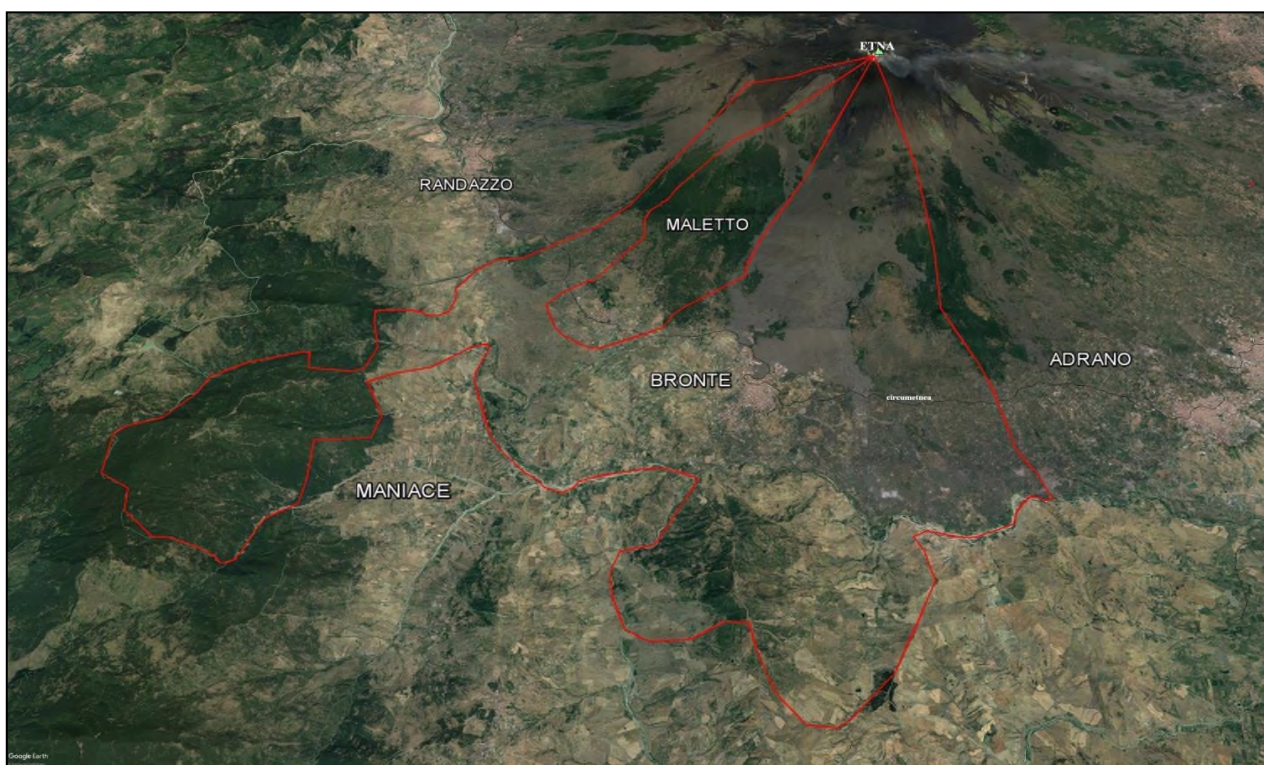 ETNA
RANDAZZO
MALETTO
ADRANO
BRONTE
circumetnea
MANIACE
Google Earth